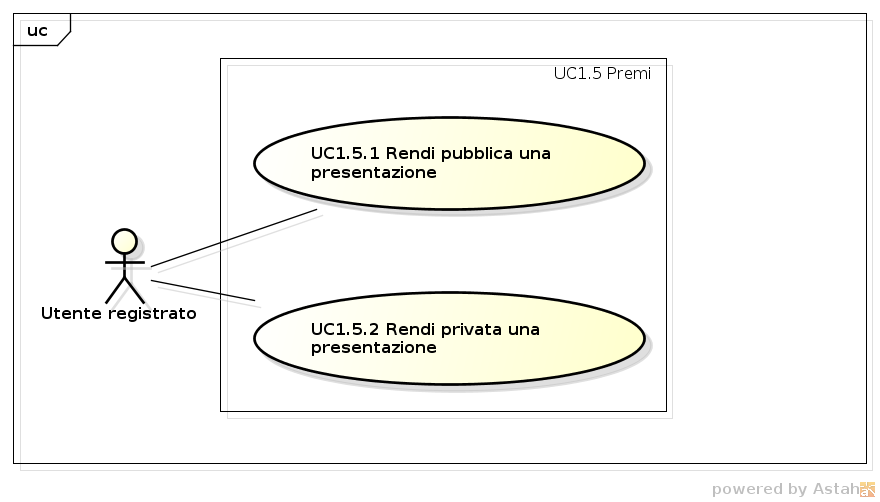 uc
UC1.5 Premi
UC1.5.1 Rendi pubblica una
presentazione
Utente registrato
UC1.5.2 Rendi privata una
presentazione
powered by Astah